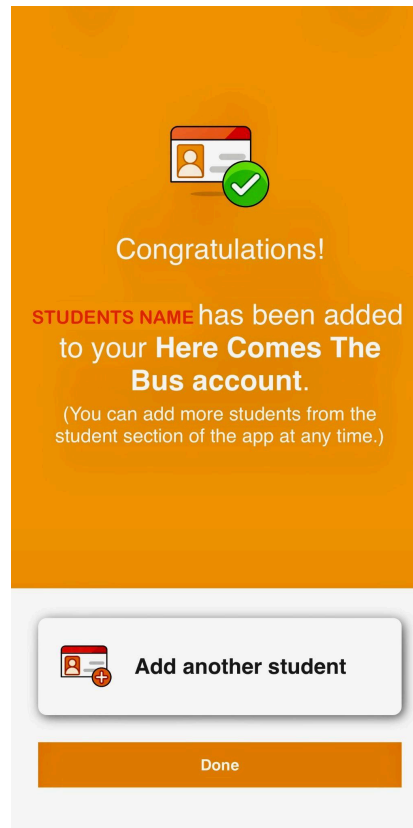 Congratulations!
STUDENTS NAME has been added
to your Here Comes The
Bus account.
(You can add more students from the
student section of the app at any time.)
Add another student
Done